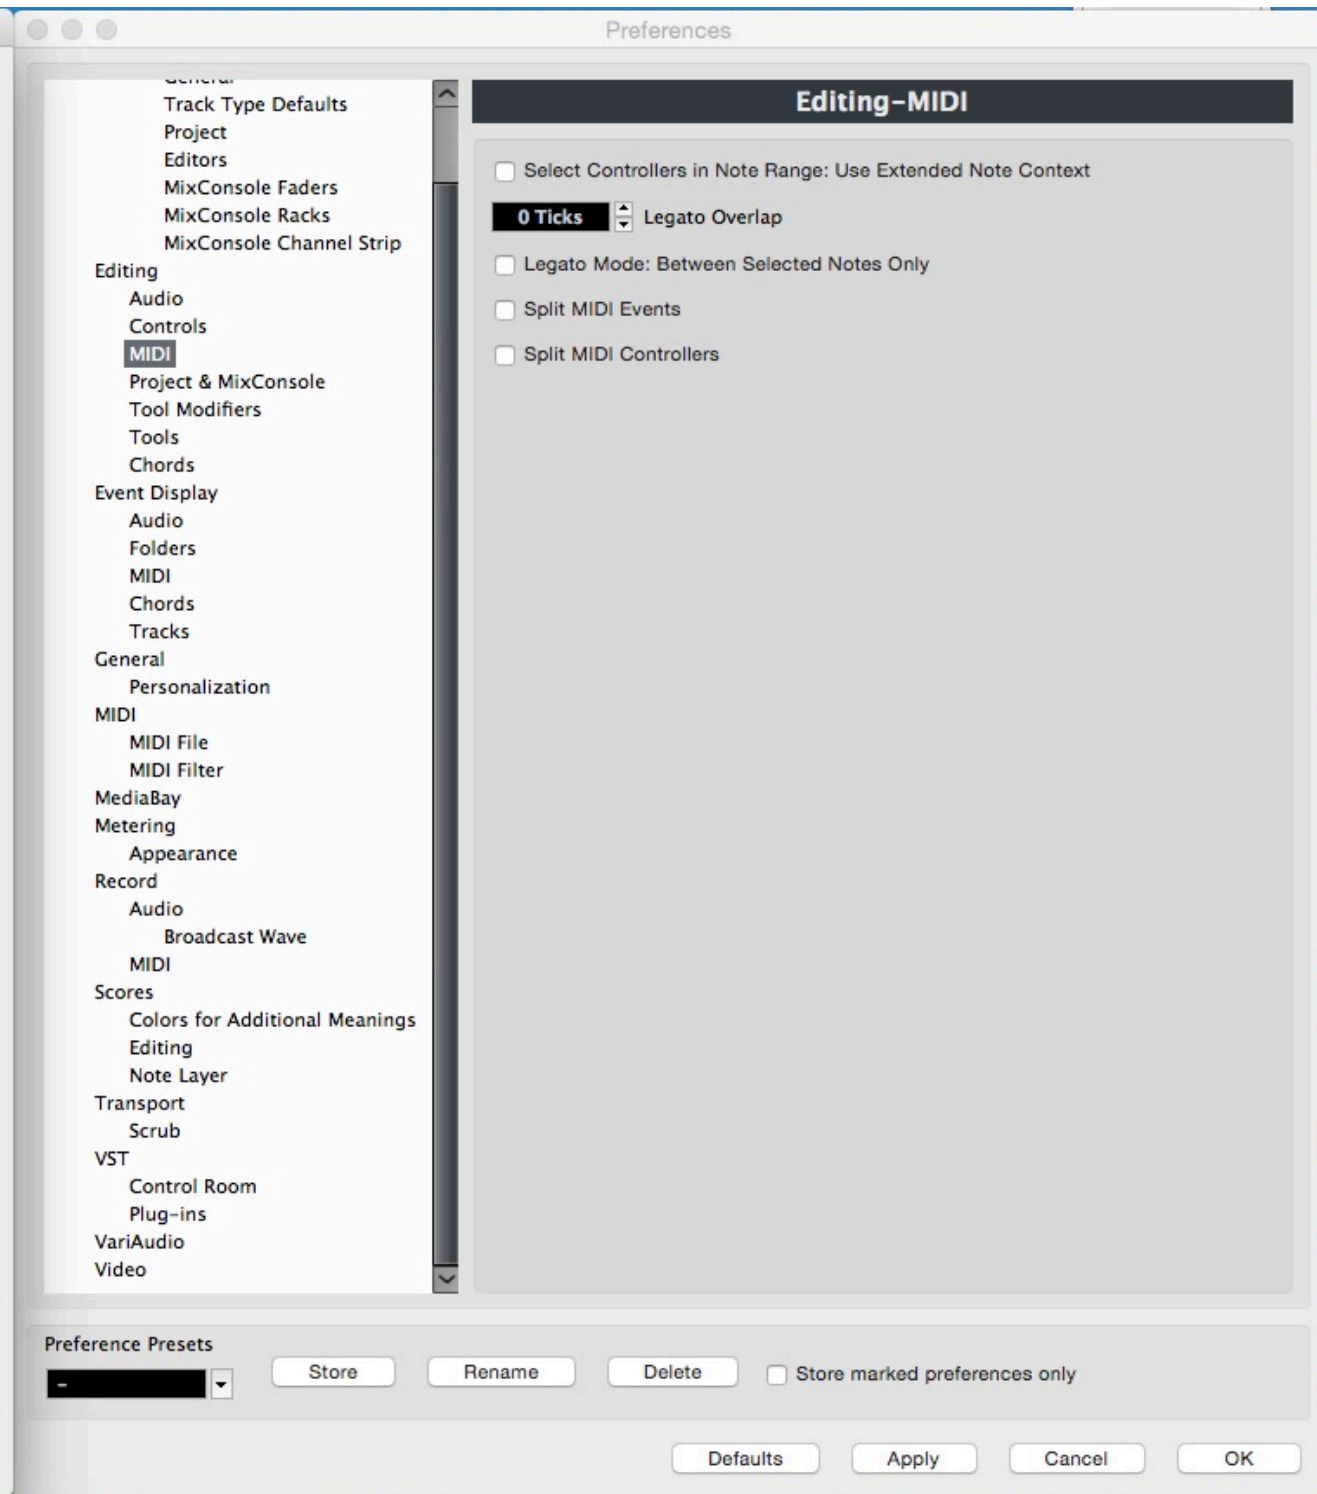 Preferences
General
Track Type Defaults
Project
Editors
MixConsole Faders
MixConsole Racks
MixConsole Channel Strip
Editing
Audio
Controls
MIDI
Project & MixConsole
Tool Modifiers
Tools
Chords
Event Display
Audio
Folders
MIDI
Chords
Tracks
General
Personalization
MIDI
MIDI File
MIDI Filter
MediaBay
Metering
Appearance
Record
Audio
Broadcast Wave
MIDI
Scores
Colors for Additional Meanings
Editing
Note Layer
Transport
Scrub
VST
Control Room
Plug-ins
VariAudio
Video
Editing-MIDI
Select Controllers in Note Range: Use Extended Note Context
0 Ticks Legato Overlap
Legato Mode: Between Selected Notes Only
Split MIDI Events
Split MIDI Controllers
Preference Presets
- Store Rename Delete Store marked preferences only
Defaults Apply Cancel OK